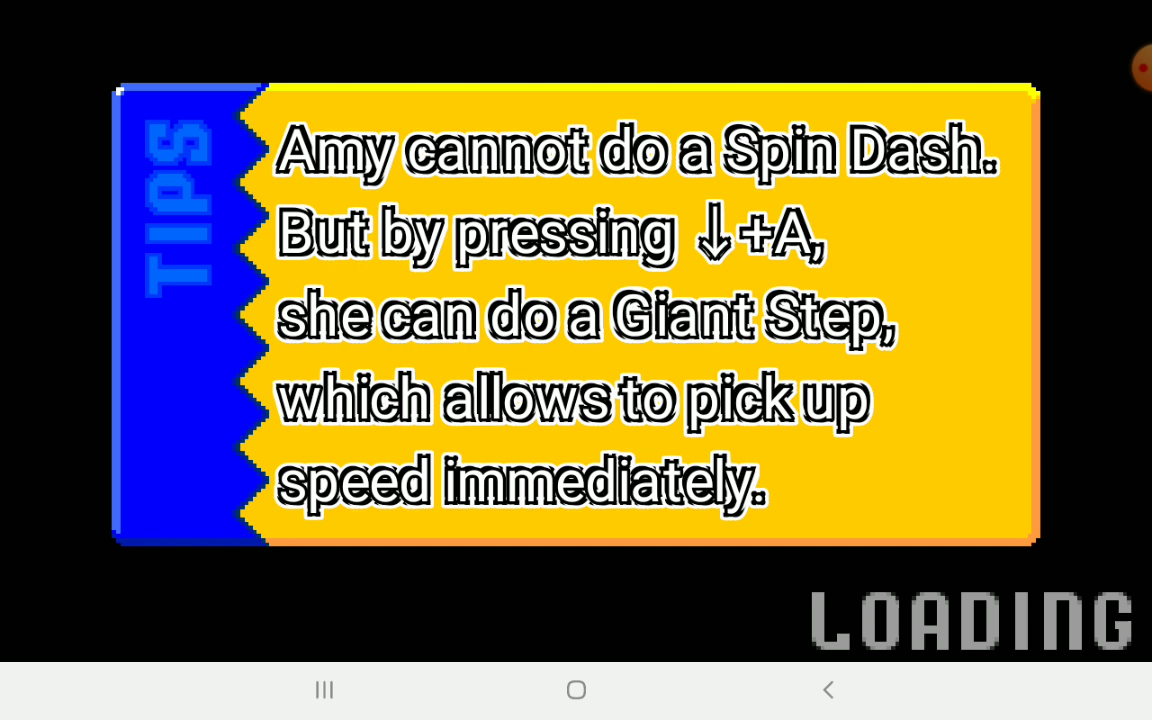 TIPS
Amy cannot do a Spin Dash.
But by pressing ↓+A,
she can do a Giant Step,
which allows to pick up
speed immediately.
LOADING